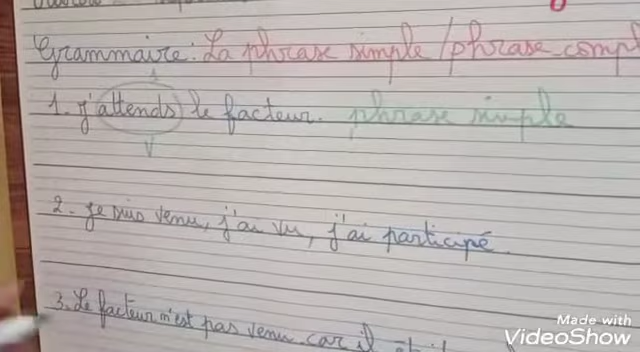 Grammaire: La phrase simple / phrase compl
1. j'attends le facteur. phrase simple
V
2. je suis venu, j'ai vu, j'ai participé.
3. Le facteur n'est pas venu car il
Made with
VideoShow